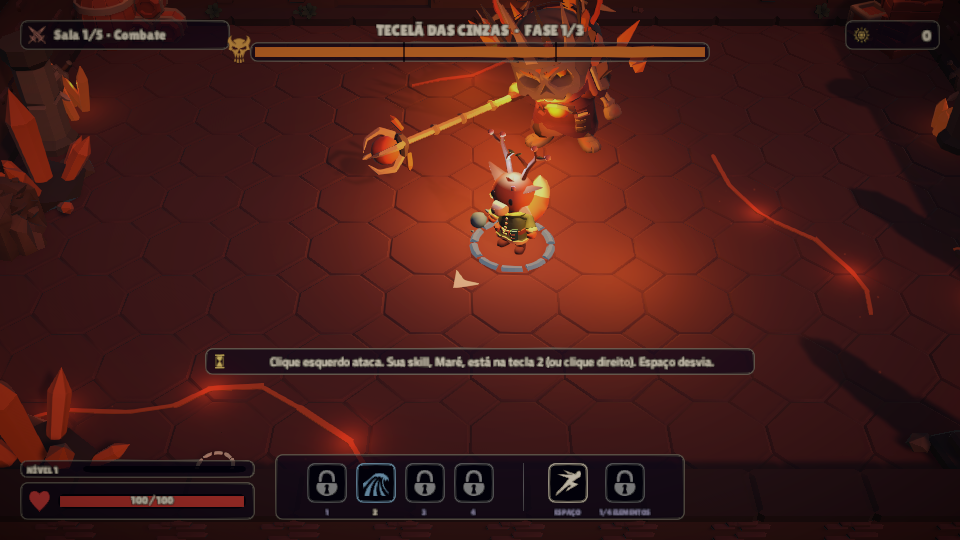 Sala 1/5 - Combate
TECELÃ DAS CINZAS - FASE 1/3
0
Clique esquerdo ataca. Sua skill, Maré, está na tecla 2 (ou clique direito). Espaço desvia.
NÍVEL 1
100/100
1
2
3
4
ESPAÇO
1/4 ELEMENTOS